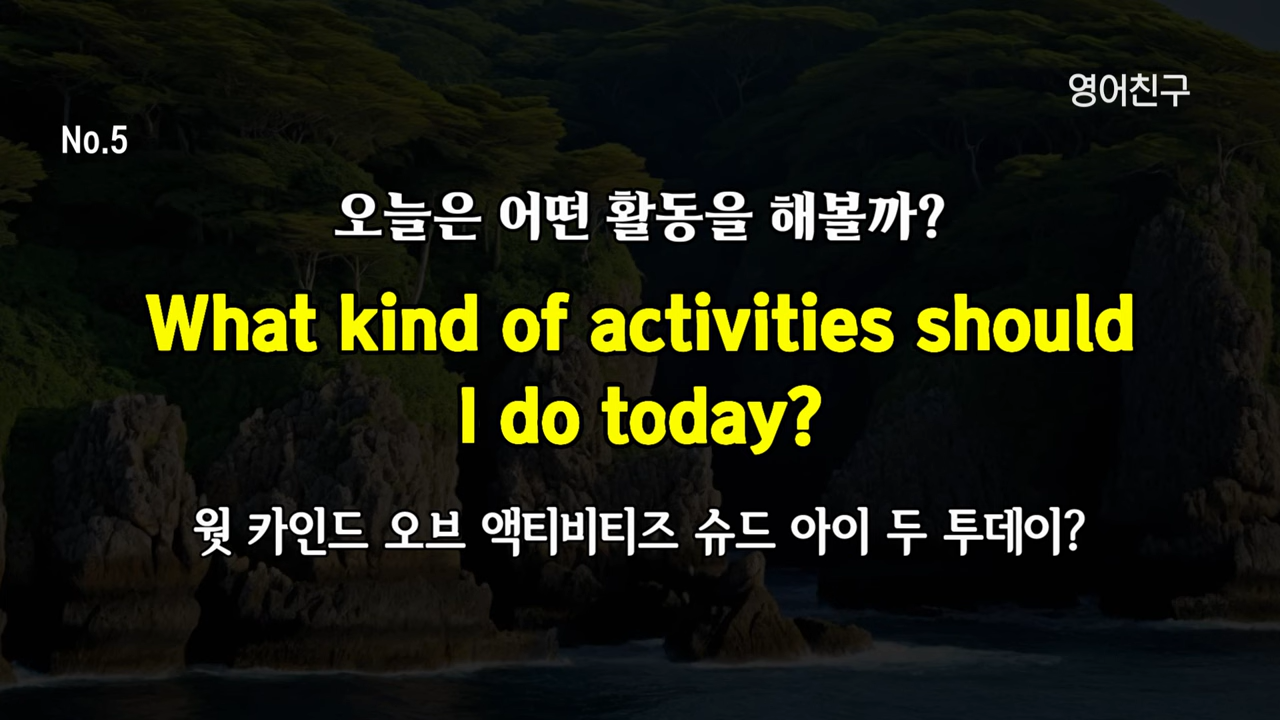 영어친구
No.5
오늘은 어떤 활동을 해볼까?
What kind of activities should
I do today?
웟 카인드 오브 액티비티즈 슈드 아이 두 투데이?